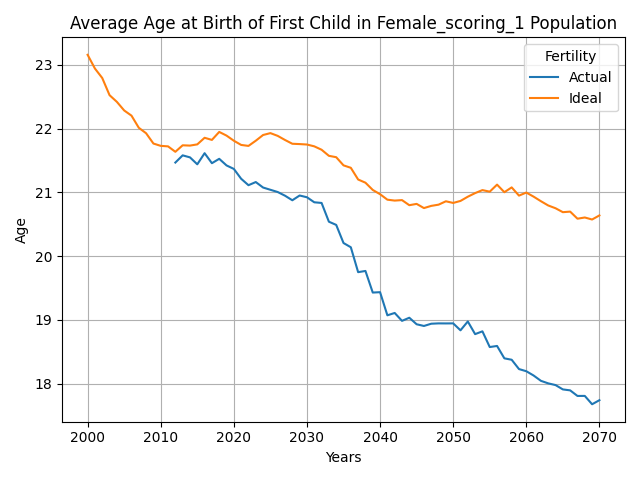 Average Age at Birth of First Child in Female_scoring_1 Population
Fertility
Actual
Ideal
Age
23
22
21
20
19
18
2000 2010 2020 2030 2040 2050 2060 2070
Years